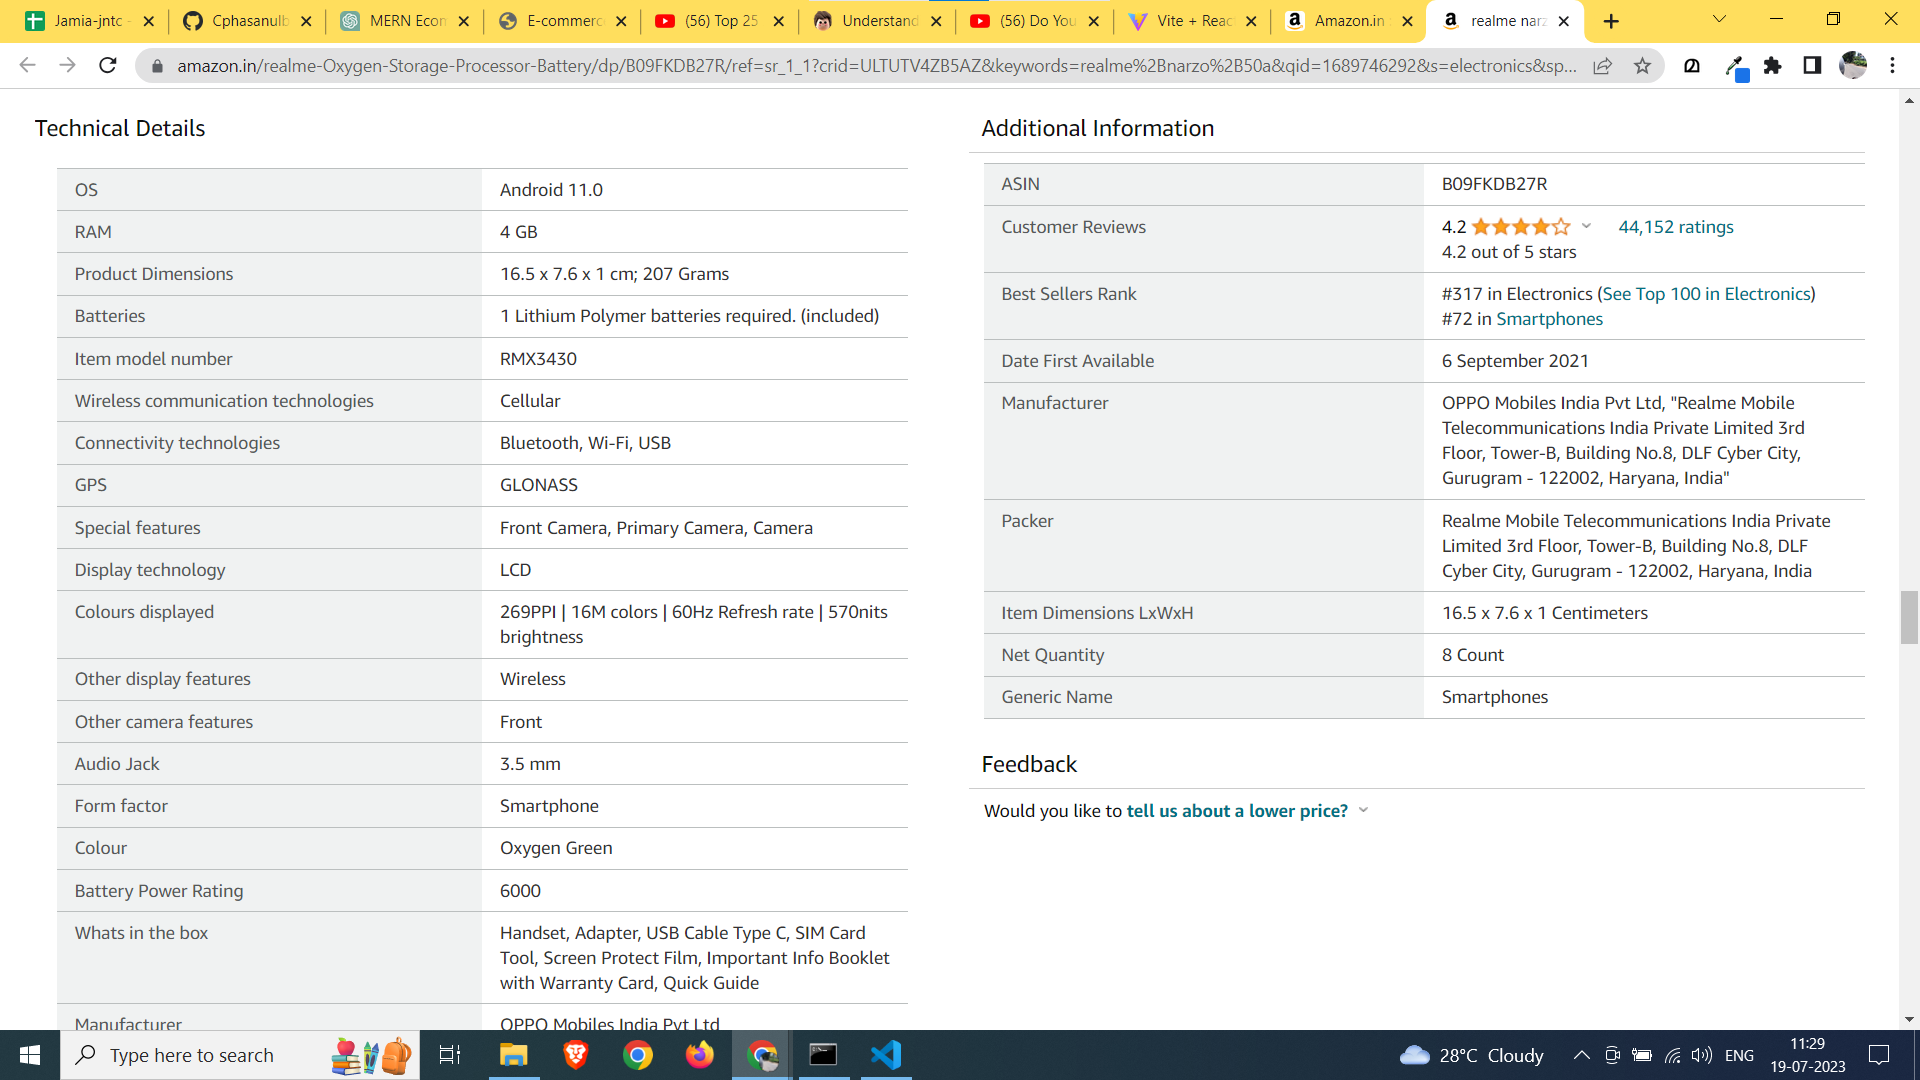 Jamia-jntc -
Cphasanulb
MERN Econ
E-commerc
(56) Top 25
Understand
(56) Do You
Vite + Reac
Amazon.in :
realme narz
amazon.in/realme-Oxygen-Storage-Processor-Battery/dp/B09FKDB27R/ref=sr_1_1?crid=ULTUTV4ZB5AZ&keywords=realme%2Bnarzo%2B50a&qid=1689746292&s=electronics&sp...
Technical Details
OS Android 11.0
RAM 4 GB
Product Dimensions 16.5 x 7.6 x 1 cm; 207 Grams
Batteries 1 Lithium Polymer batteries required. (included)
Item model number RMX3430
Wireless communication technologies Cellular
Connectivity technologies Bluetooth, Wi-Fi, USB
GPS GLONASS
Special features Front Camera, Primary Camera, Camera
Display technology LCD
Colours displayed 269PPI | 16M colors | 60Hz Refresh rate | 570nits
brightness
Other display features Wireless
Other camera features Front
Audio Jack 3.5 mm
Form factor Smartphone
Colour Oxygen Green
Battery Power Rating 6000
Whats in the box Handset, Adapter, USB Cable Type C, SIM Card
Tool, Screen Protect Film, Important Info Booklet
with Warranty Card, Quick Guide
Manufacturer OPPO Mobiles India Pvt Ltd
Additional Information
ASIN B09FKDB27R
Customer Reviews 4.2 44,152 ratings
4.2 out of 5 stars
Best Sellers Rank #317 in Electronics (See Top 100 in Electronics)
#72 in Smartphones
Date First Available 6 September 2021
Manufacturer OPPO Mobiles India Pvt Ltd, "Realme Mobile
Telecommunications India Private Limited 3rd
Floor, Tower-B, Building No.8, DLF Cyber City,
Gurugram - 122002, Haryana, India"
Packer Realme Mobile Telecommunications India Private
Limited 3rd Floor, Tower-B, Building No.8, DLF
Cyber City, Gurugram - 122002, Haryana, India
Item Dimensions LxWxH 16.5 x 7.6 x 1 Centimeters
Net Quantity 8 Count
Generic Name Smartphones
Feedback
Would you like to tell us about a lower price?
Type here to search
28°C Cloudy
ENG
11:29
19-07-2023